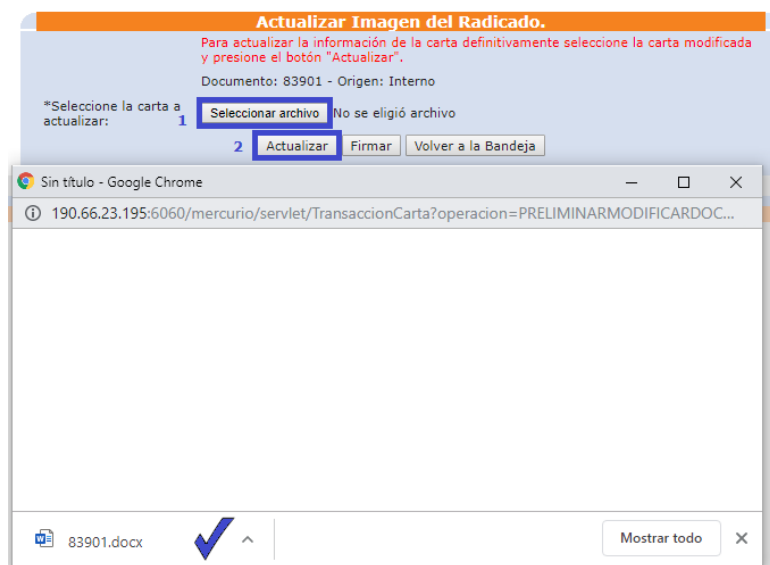 Actualizar Imagen del Radicado.
Para actualizar la información de la carta definitivamente seleccione la carta modificada
y presione el botón "Actualizar".
Documento: 83901 - Origen: Interno
*Seleccione la carta a
actualizar:
1 Seleccionar archivo No se eligió archivo
2 Actualizar Firmar Volver a la Bandeja
Sin título - Google Chrome
190.66.23.195:6060/mercurio/servlet/TransaccionCarta?operacion=PRELIMINARMODIFICARDOC...
83901.docx Mostrar todo